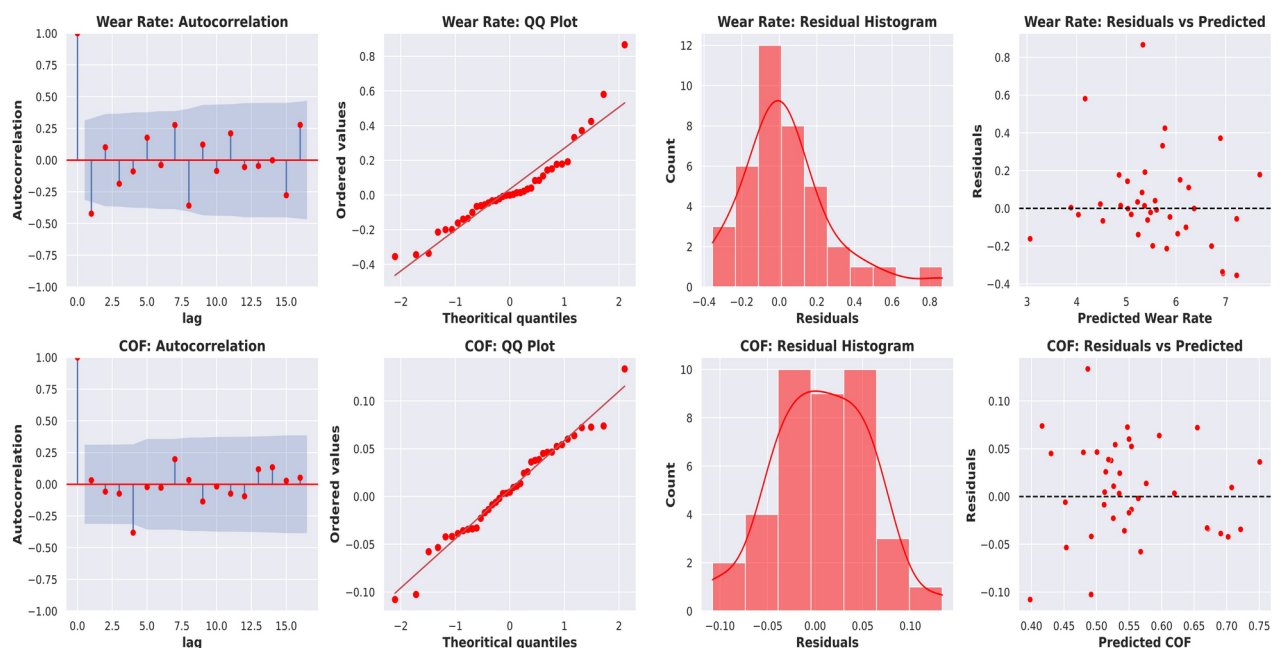 Wear Rate: Autocorrelation
1.00
0.75
0.50
0.25
0.00
−0.25
−0.50
−0.75
−1.00
Autocorrelation
0.0 2.5 5.0 7.5 10.0 12.5 15.0
lag
Wear Rate: QQ Plot
0.8
0.6
0.4
0.2
0.0
−0.2
−0.4
Ordered values
−2 −1 0 1 2
Theoritical quantiles
Wear Rate: Residual Histogram
12
10
8
6
4
2
0
Count
−0.4 −0.2 0.0 0.2 0.4 0.6 0.8
Residuals
Wear Rate: Residuals vs Predicted
0.8
0.6
0.4
0.2
0.0
−0.2
−0.4
Residuals
3 4 5 6 7
Predicted Wear Rate
COF: Autocorrelation
1.00
0.75
0.50
0.25
0.00
−0.25
−0.50
−0.75
−1.00
Autocorrelation
0.0 2.5 5.0 7.5 10.0 12.5 15.0
lag
COF: QQ Plot
0.10
0.05
0.00
−0.05
−0.10
Ordered values
−2 −1 0 1 2
Theoritical quantiles
COF: Residual Histogram
10
8
6
4
2
0
Count
−0.10 −0.05 0.00 0.05 0.10
Residuals
COF: Residuals vs Predicted
0.10
0.05
0.00
−0.05
−0.10
Residuals
0.40 0.45 0.50 0.55 0.60 0.65 0.70 0.75
Predicted COF